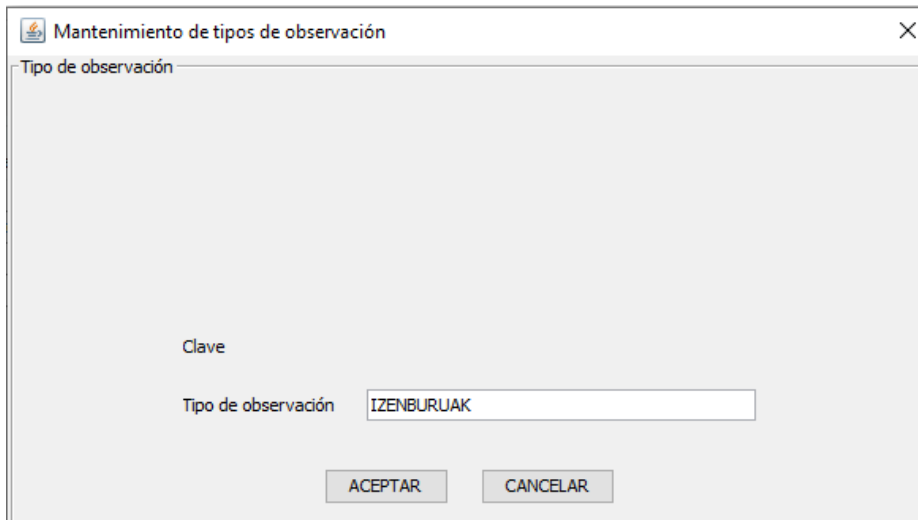 Mantenimiento de tipos de observación
Tipo de observación
Clave
Tipo de observación IZENBURUAK
ACEPTAR CANCELAR